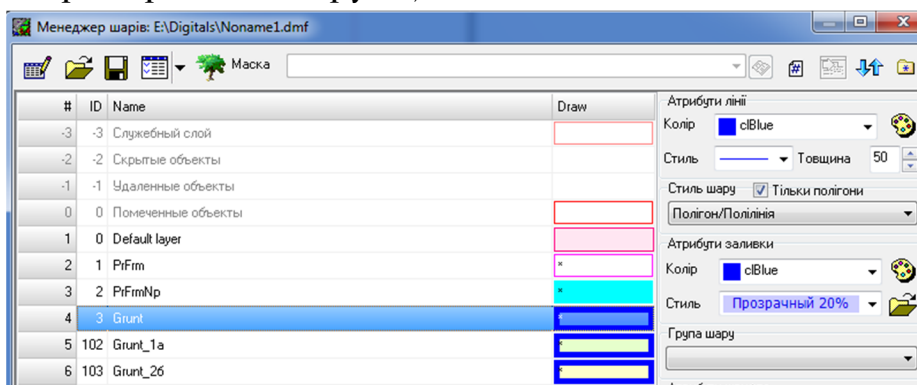 Менеджер шарів: E:\Digitals\Noname1.dmf
Маска
# ID Name Draw
-3 -3 Служебный слой
-2 -2 Скрытые объекты
-1 -1 Удаленные объекты
0 0 Помеченные объекты
1 0 Default layer
2 1 PrFrm *
3 2 PrFrmNp *
4 3 Grunt *
5 102 Grunt_1а *
6 103 Grunt_2б *
Атрибути лінії
Колір clBlue
Стиль Товщина 50
Стиль шару Тільки полігони
Полігон/Полілінія
Атрибути заливки
Колір clBlue
Стиль Прозрачный 20%
Група шару